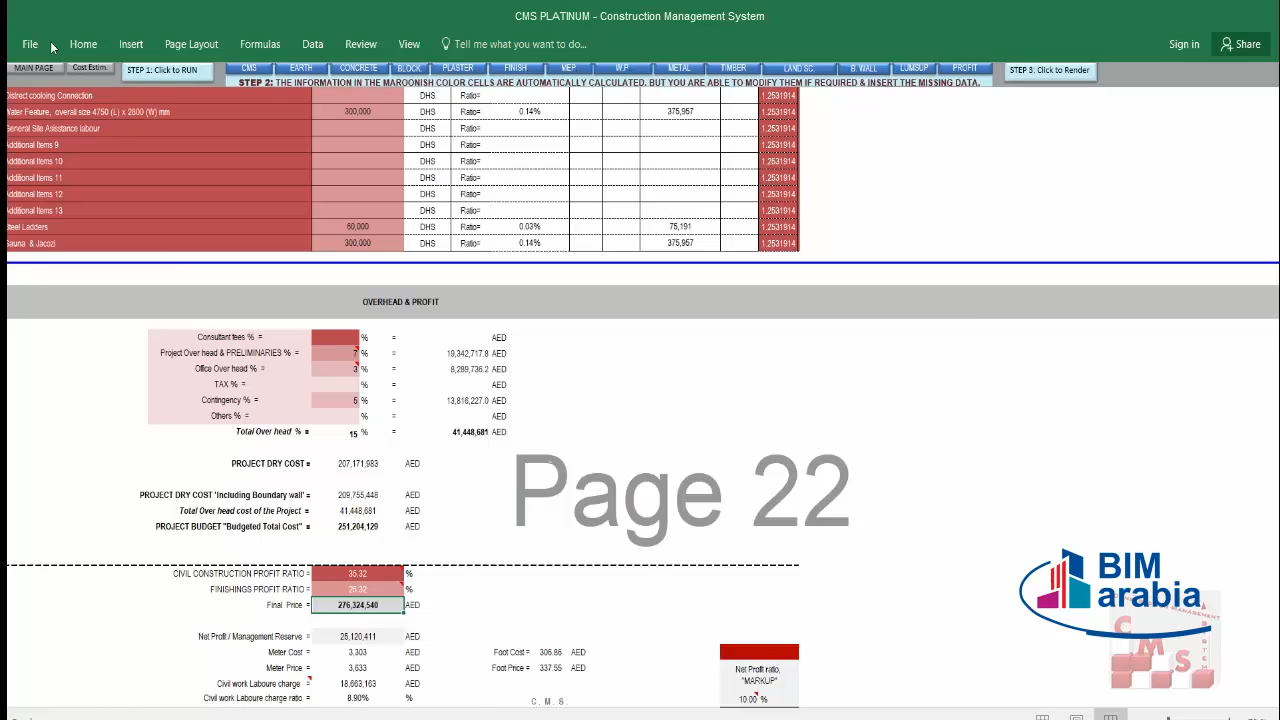 CMS PLATINUM - Construction Management System
File Home Insert Page Layout Formulas Data Review View Tell me what you want to do... Sign in Share
MAIN PAGE Cost Estim. STEP 1: Click to RUN CMS EARTH CONCRETE BLOCK PLASTER FINISH MEP W.P METAL TIMBER LAND SC. B. WALL LUMSUP PROFIT STEP 3: Click to Render
STEP 2: THE INFORMATION IN THE MAROONISH COLOR CELLS ARE AUTOMATICALLY CALCULATED, BUT YOU ARE ABLE TO MODIFY THEM IF REQUIRED & INSERT THE MISSING DATA.
Distrect cooloing Connection DHS Ratio= 1.2531914
Water Feature, overall size 4750 (L) x 2800 (W) mm 300,000 DHS Ratio= 0.14% 375,957 1.2531914
General Site Asisstance labour DHS Ratio= 1.2531914
Additional Items 9 DHS Ratio= 1.2531914
Additional Items 10 DHS Ratio= 1.2531914
Additional Items 11 DHS Ratio= 1.2531914
Additional Items 12 DHS Ratio= 1.2531914
Additional Items 13 DHS Ratio= 1.2531914
Steel Ladders 60,000 DHS Ratio= 0.03% 75,191 1.2531914
Sauna & Jacozi 300,000 DHS Ratio= 0.14% 375,957 1.2531914
OVERHEAD & PROFIT
Consultant fees % = % = AED
Project Over head & PRELIMINARIES % = 7 % = 19,342,717.8 AED
Office Over head % = 3 % = 8,289,736.2 AED
TAX % = % = AED
Contingency % = 5 % = 13,816,227.0 AED
Others % = % = AED
Total Over head % = 15 % = 41,448,681 AED
PROJECT DRY COST = 207,171,983 AED
Page 22
PROJECT DRY COST 'Including Boundary wall' = 209,755,448 AED
Total Over head cost of the Project = 41,448,681 AED
PROJECT BUDGET "Budgeted Total Cost" = 251,204,129 AED
CIVIL CONSTRUCTION PROFIT RATIO = 35.32 %
FINISHINGS PROFIT RATIO = 25.32 %
Final Price = 276,324,540 AED
Net Profit / Management Reserve = 25,120,411 AED
Meter Cost = 3,303 AED Foot Cost = 306.86 AED
Meter Price = 3,633 AED Foot Price = 337.55 AED
Civil work Laboure charge = 18,663,163 AED
Civil work Laboure charge ratio = 8.90% %
C. M. S.
Net Profit ratio,
"MARKUP"
10.00 %
BIM
arabia
CMS